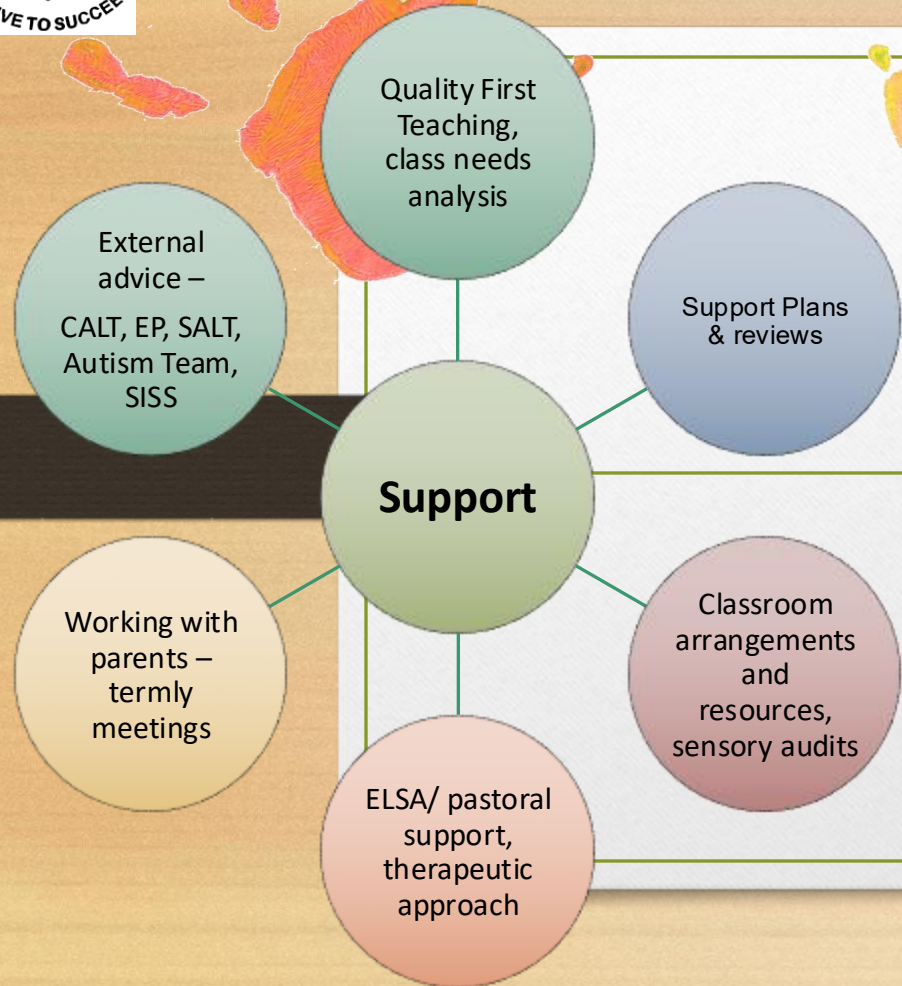 VE TO SUCCEE
Quality First
Teaching,
class needs
analysis
External
advice –
CALT, EP, SALT,
Autism Team,
SISS
Support Plans
& reviews
Support
Working with
parents –
termly
meetings
Classroom
arrangements
and
resources,
sensory audits
ELSA/ pastoral
support,
therapeutic
approach